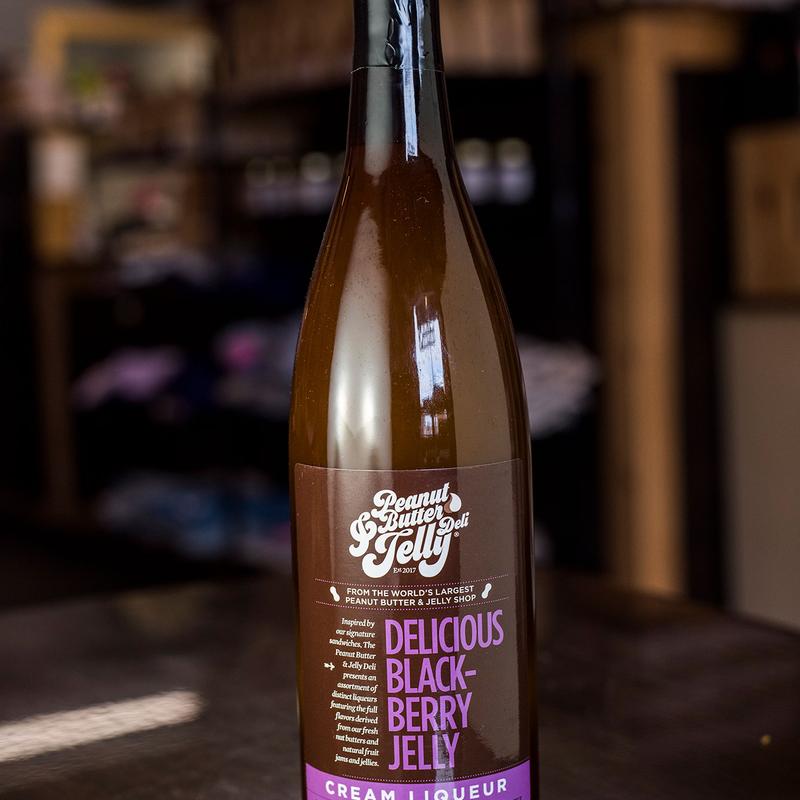 Peanut
Butter
& Jelly Deli®
Est 2017
FROM THE WORLD'S LARGEST
PEANUT BUTTER & JELLY SHOP
Inspired by
our signature
sandwiches, The
Peanut Butter
& Jelly Deli
presents an
assortment of
distinct liqueurs
featuring the full
flavors derived
from our fresh
nut butters and
natural fruit
jams and jellies.
DELICIOUS
BLACK-
BERRY
JELLY
CREAM LIQUEUR